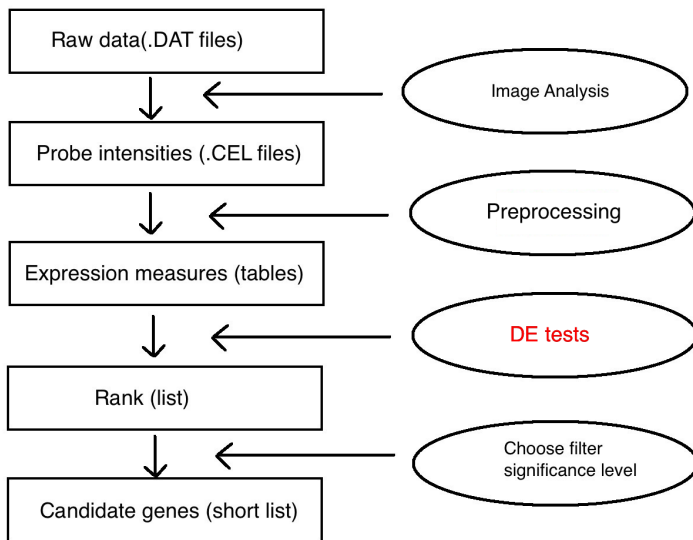 Raw data(.DAT files)
Image Analysis
Probe intensities (.CEL files)
Preprocessing
Expression measures (tables)
DE tests
Rank (list)
Choose filter
significance level
Candidate genes (short list)